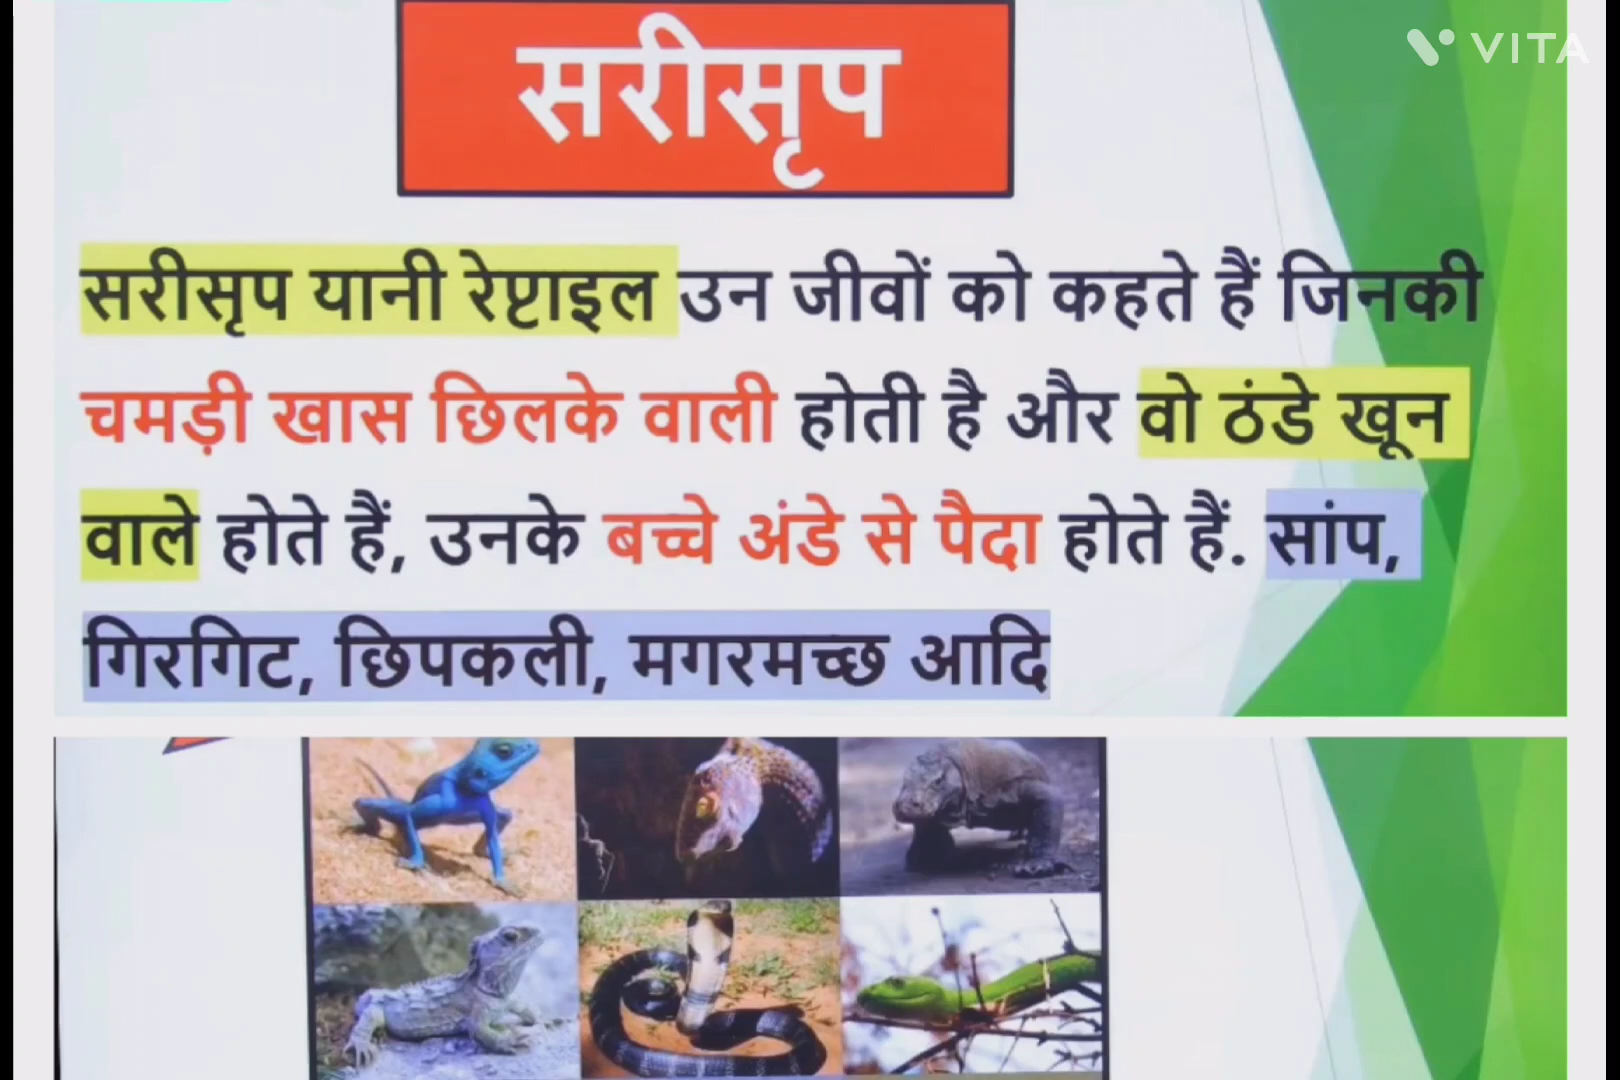 VITA
सरीसृप
सरीसृप यानी रेप्टाइल उन जीवों को कहते हैं जिनकी
चमड़ी खास छिलके वाली होती है और वो ठंडे खून
वाले होते हैं, उनके बच्चे अंडे से पैदा होते हैं. सांप,
गिरगिट, छिपकली, मगरमच्छ आदि